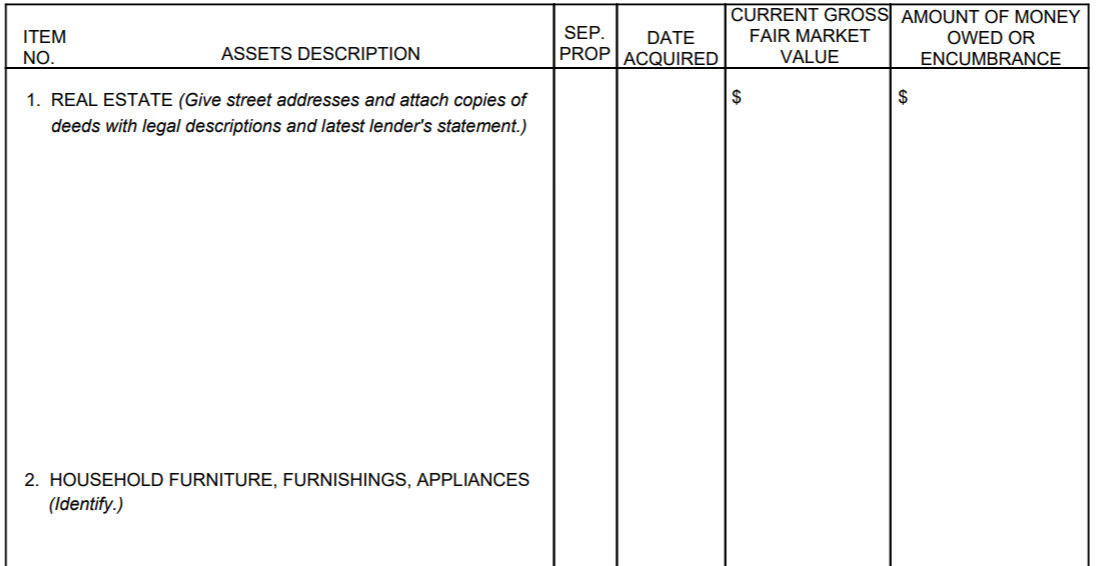 ITEM
NO.
ASSETS DESCRIPTION
SEP.
PROP
DATE
ACQUIRED
CURRENT GROSS
FAIR MARKET
VALUE
AMOUNT OF MONEY
OWED OR
ENCUMBRANCE
1. REAL ESTATE (Give street addresses and attach copies of
deeds with legal descriptions and latest lender's statement.)
$
$
2. HOUSEHOLD FURNITURE, FURNISHINGS, APPLIANCES
(Identify.)